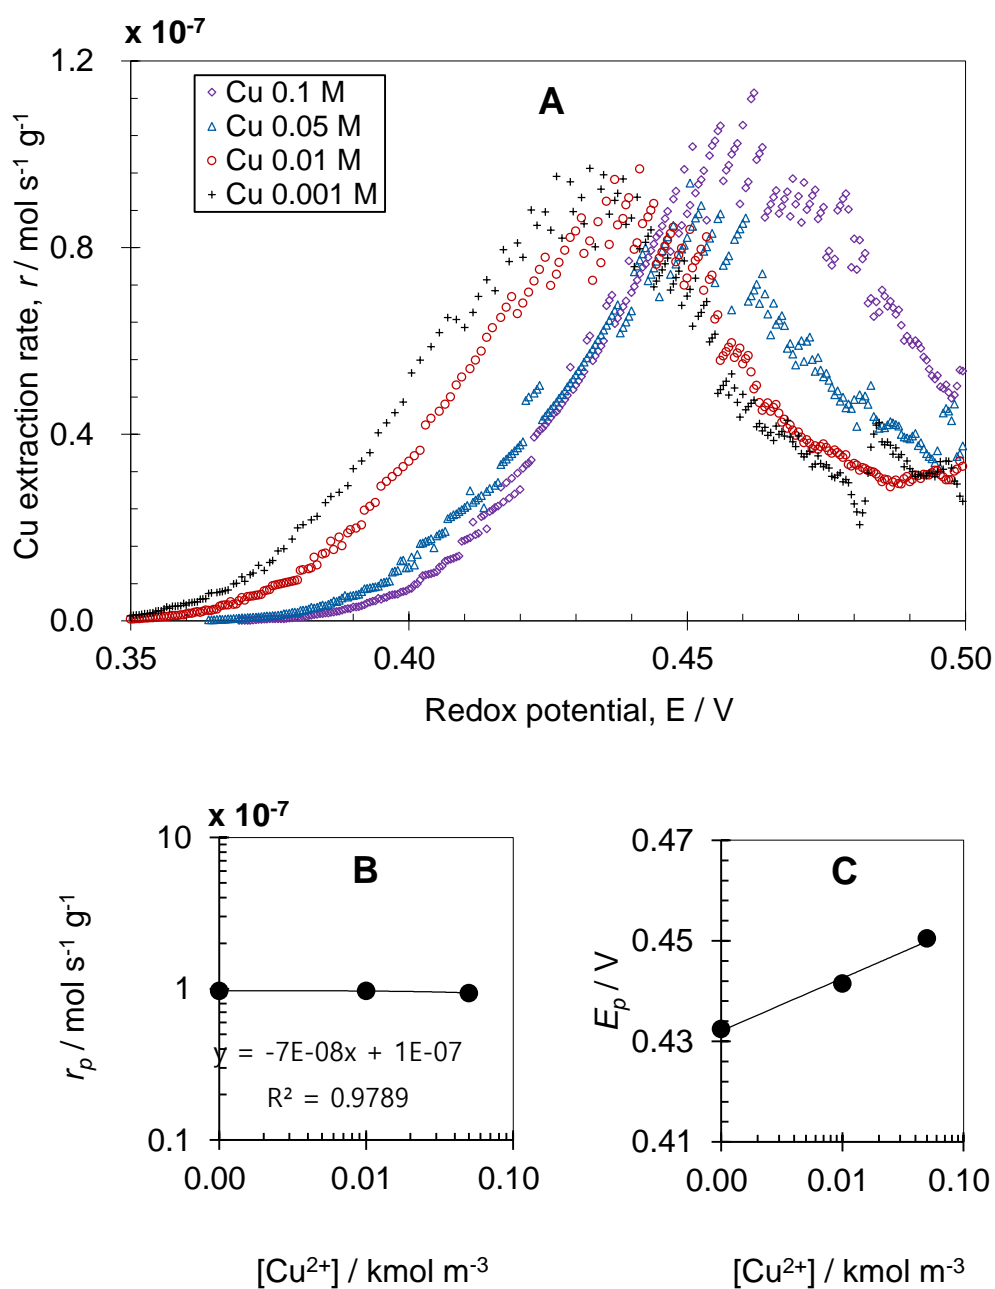 x 10⁻⁷
1.2
0.8
0.4
0.0
Cu extraction rate, r / mol s⁻¹ g⁻¹
Cu 0.1 M
Cu 0.05 M
Cu 0.01 M
Cu 0.001 M
A
0.35 0.40 0.45 0.50
Redox potential, E / V
x 10⁻⁷
10
1
0.1
r_p / mol s⁻¹ g⁻¹
B
y = -7E-08x + 1E-07
R² = 0.9789
0.00 0.01 0.10
[Cu²⁺] / kmol m⁻³
0.47
0.45
0.43
0.41
E_p / V
C
0.00 0.01 0.10
[Cu²⁺] / kmol m⁻³